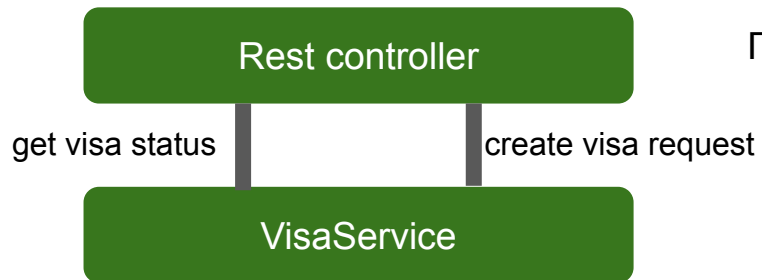 Rest controller
get visa status
create visa request
VisaService